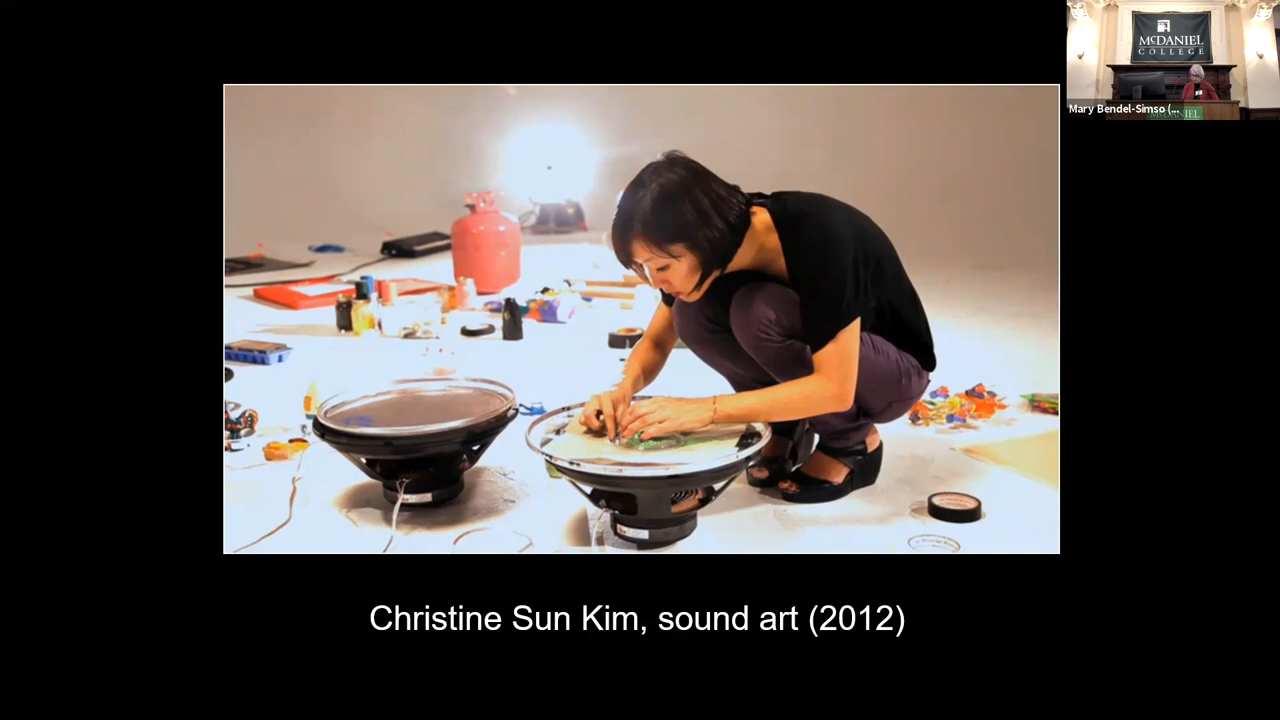 McDANIEL
COLLEGE
Mary Bendel-Simso (...
Christine Sun Kim, sound art (2012)